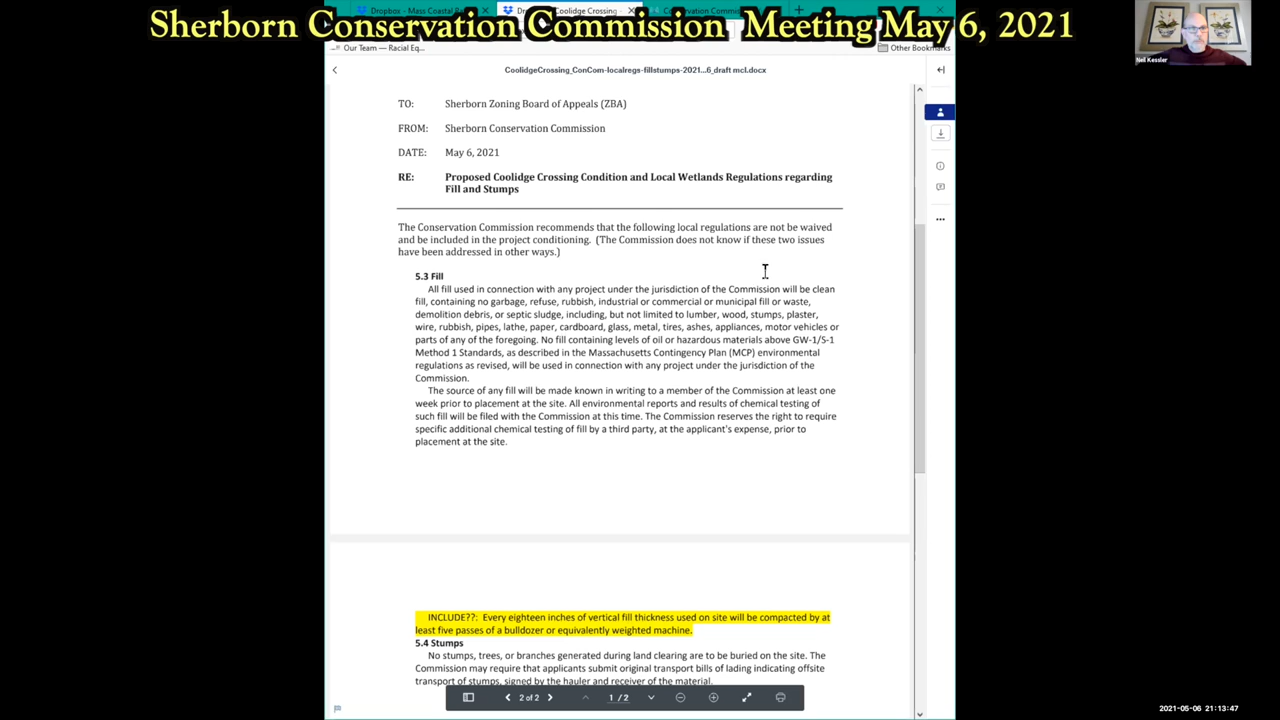 Sherborn Conservation Commission Meeting May 6, 2021
Dropbox - Mass Coastal
Coolidge Crossing
Conservation Comm
Our Team — Racial Eq...
Other Bookmarks
Neil Kessler
CoolidgeCrossing_ConCom-localregs-fillstumps-2021...6_draft mcl.docx
TO: Sherborn Zoning Board of Appeals (ZBA)
FROM: Sherborn Conservation Commission
DATE: May 6, 2021
RE: Proposed Coolidge Crossing Condition and Local Wetlands Regulations regarding
Fill and Stumps
The Conservation Commission recommends that the following local regulations are not be waived
and be included in the project conditioning. (The Commission does not know if these two issues
have been addressed in other ways.)
5.3 Fill
All fill used in connection with any project under the jurisdiction of the Commission will be clean
fill, containing no garbage, refuse, rubbish, industrial or commercial or municipal fill or waste,
demolition debris, or septic sludge, including, but not limited to lumber, wood, stumps, plaster,
wire, rubbish, pipes, lathe, paper, cardboard, glass, metal, tires, ashes, appliances, motor vehicles or
parts of any of the foregoing. No fill containing levels of oil or hazardous materials above GW-1/S-1
Method 1 Standards, as described in the Massachusetts Contingency Plan (MCP) environmental
regulations as revised, will be used in connection with any project under the jurisdiction of the
Commission.
The source of any fill will be made known in writing to a member of the Commission at least one
week prior to placement at the site. All environmental reports and results of chemical testing of
such fill will be filed with the Commission at this time. The Commission reserves the right to require
specific additional chemical testing of fill by a third party, at the applicant's expense, prior to
placement at the site.
INCLUDE??: Every eighteen inches of vertical fill thickness used on site will be compacted by at
least five passes of a bulldozer or equivalently weighted machine.
5.4 Stumps
No stumps, trees, or branches generated during land clearing are to be buried on the site. The
Commission may require that applicants submit original transport bills of lading indicating offsite
transport of stumps, signed by the hauler and receiver of the material.
2 of 2
1 / 2
2021-05-06 21:13:47